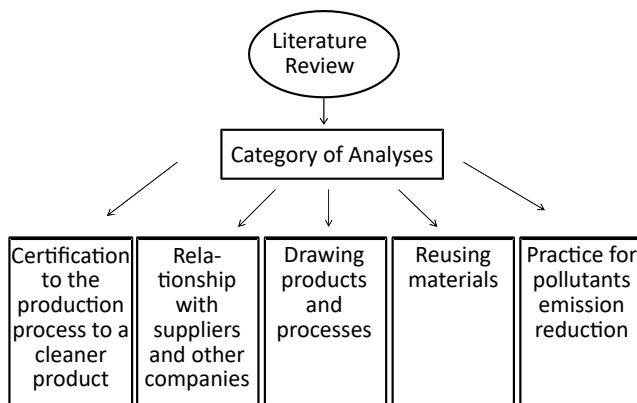 Literature
Review
Category of Analyses
Certification
to the
production
process to a
cleaner
product
Rela-
tionship
with
suppliers
and other
companies
Drawing
products
and
processes
Reusing
materials
Practice for
pollutants
emission
reduction